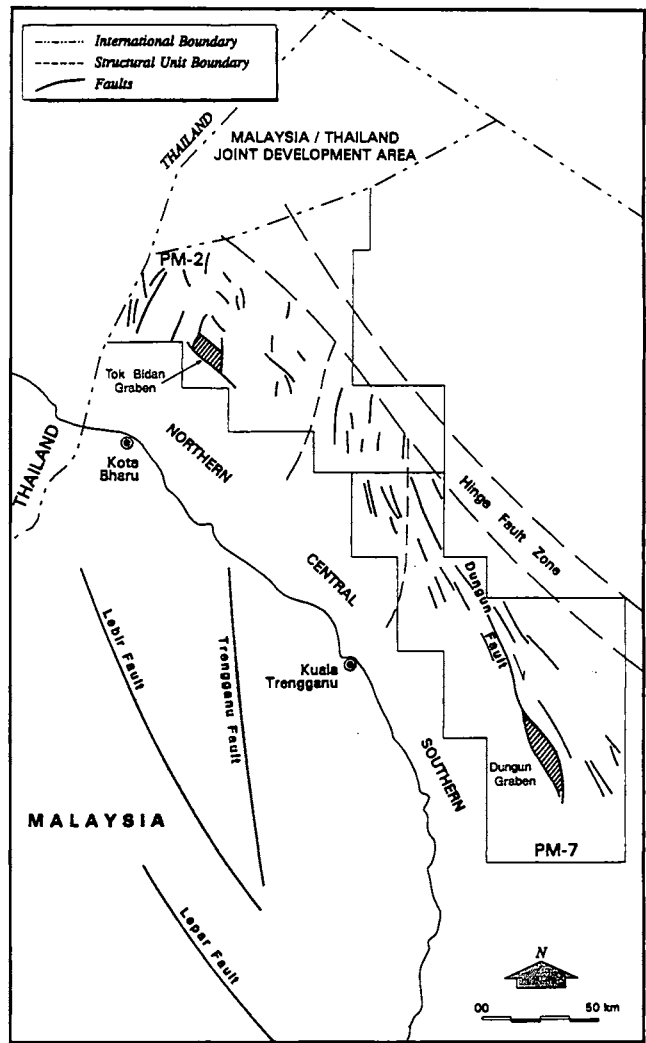 International Boundary
Structural Unit Boundary
Faults
THAILAND
MALAYSIA / THAILAND
JOINT DEVELOPMENT AREA
PM-2
Tok Bidan
Graben
THAILAND
Kota
Bharu
NORTHERN
Hinge Fault Zone
CENTRAL
Dungun
Fault
Lebir Fault
Trengganu Fault
Kuala
Trengganu
SOUTHERN
Dungun
Graben
MALAYSIA
PM-7
Lepar Fault
N
00 50 km